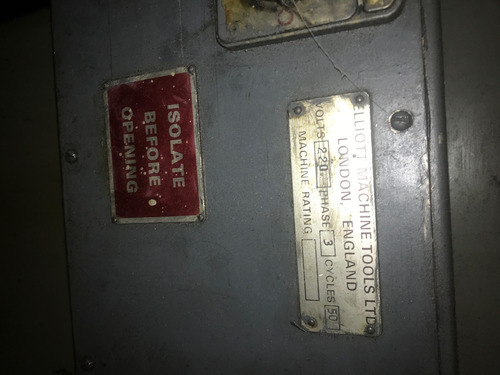 ISOLATE
BEFORE
OPENING
ELLIOTT MACHINE TOOLS LTD
LONDON, ENGLAND
VOLTS 220 PHASE 3 CYCLES 50
MACHINE RATING